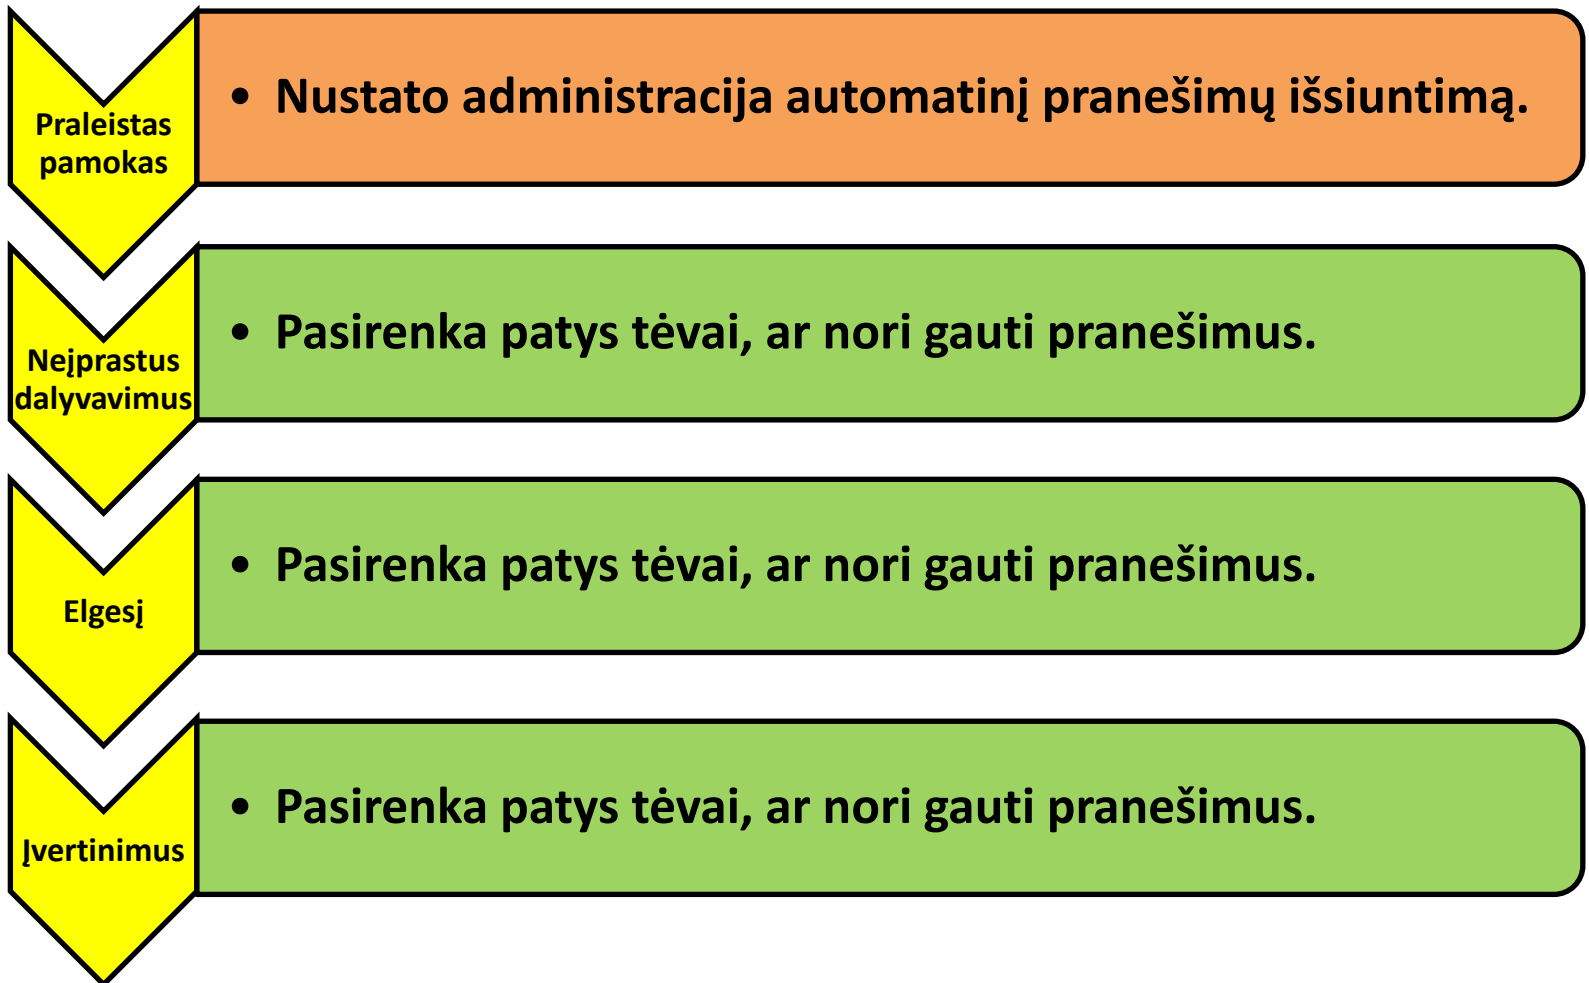 Praleistas
pamokas
• Nustato administracija automatinį pranešimų išsiuntimą.
Neįprastus
dalyvavimus
• Pasirenka patys tėvai, ar nori gauti pranešimus.
Elgesį
• Pasirenka patys tėvai, ar nori gauti pranešimus.
Įvertinimus
• Pasirenka patys tėvai, ar nori gauti pranešimus.